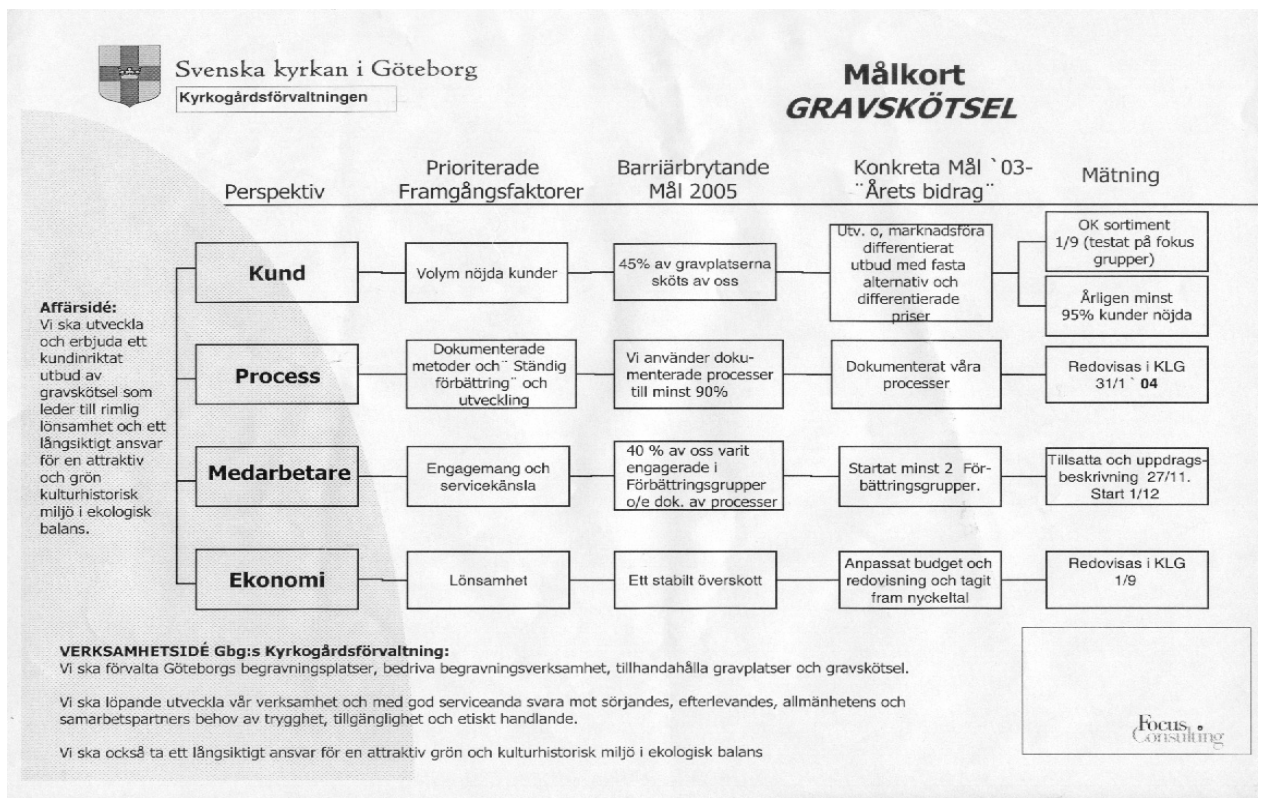 Svenska kyrkan i Göteborg
Kyrkogårdsförvaltningen
Målkort
GRAVSKÖTSEL
Perspektiv
Prioriterade
Framgångsfaktorer
Barriärbrytande
Mål 2005
Konkreta Mål `03-
¨Årets bidrag¨
Mätning
Affärsidé:
Vi ska utveckla
och erbjuda ett
kundinriktat
utbud av
gravskötsel som
leder till rimlig
lönsamhet och ett
långsiktigt ansvar
för en attraktiv
och grön
kulturhistorisk
miljö i ekologisk
balans.
Kund
Volym nöjda kunder
45% av gravplatserna
sköts av oss
Utv. o, marknadsföra
differentierat
utbud med fasta
alternativ och
differentierade
priser
OK sortiment
1/9 (testat på fokus
grupper)
Årligen minst
95% kunder nöjda
Process
Dokumenterade
metoder och¨ Ständig
förbättring¨ och
utveckling
Vi använder doku-
menterade processer
till minst 90%
Dokumenterat våra
processer
Redovisas i KLG
31/1 ` 04
Medarbetare
Engagemang och
servicekänsla
40 % av oss varit
engagerade i
Förbättringsgrupper
o/e dok. av processer
Startat minst 2 För-
bättringsgrupper.
Tillsatta och uppdrags-
beskrivning 27/11.
Start 1/12
Ekonomi
Lönsamhet
Ett stabilt överskott
Anpassat budget och
redovisning och tagit
fram nyckeltal
Redovisas i KLG
1/9
VERKSAMHETSIDÉ Gbg:s Kyrkogårdsförvaltning:
Vi ska förvalta Göteborgs begravningsplatser, bedriva begravningsverksamhet, tillhandahålla gravplatser och gravskötsel.
Vi ska löpande utveckla vår verksamhet och med god serviceanda svara mot sörjandes, efterlevandes, allmänhetens och
samarbetspartners behov av trygghet, tillgänglighet och etiskt handlande.
Vi ska också ta ett långsiktigt ansvar för en attraktiv grön och kulturhistorisk miljö i ekologisk balans
Focus
Consulting